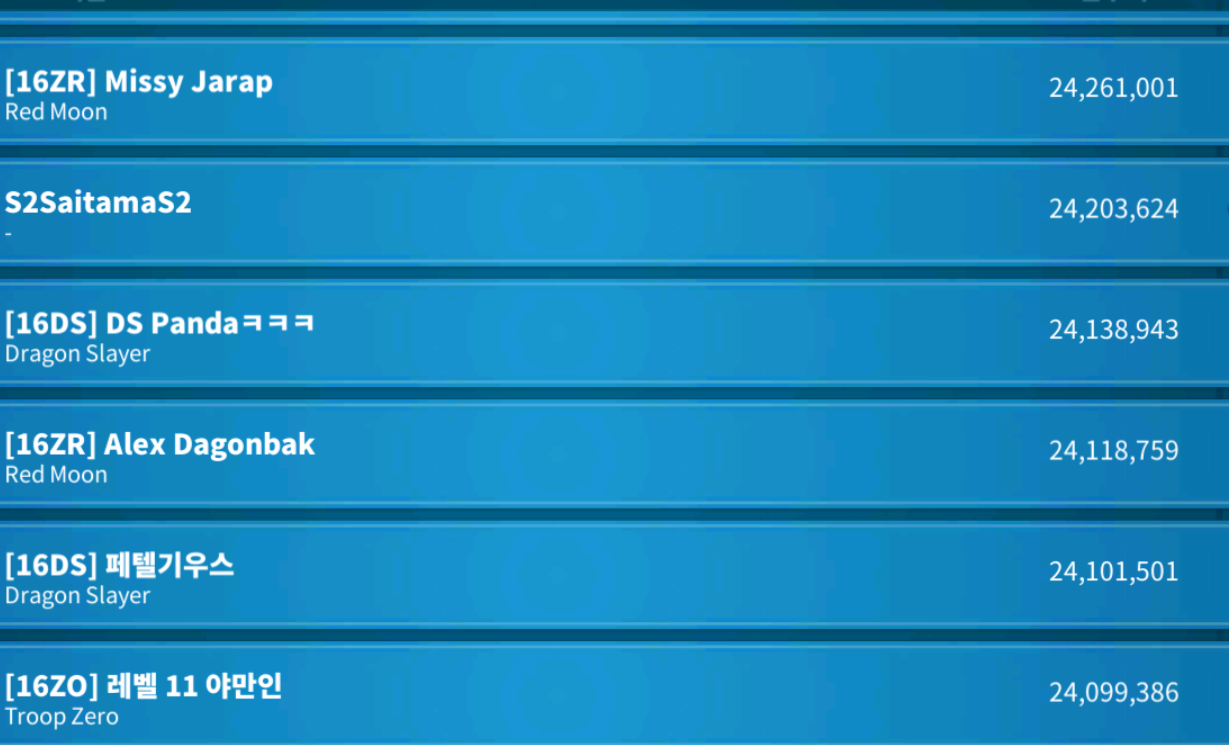 [16ZR] Missy Jarap
Red Moon
24,261,001
S2SaitamaS2
-
24,203,624
[16DS] DS Pandaㅋㅋㅋ
Dragon Slayer
24,138,943
[16ZR] Alex Dagonbak
Red Moon
24,118,759
[16DS] 페텔기우스
Dragon Slayer
24,101,501
[16ZO] 레벨 11 야만인
Troop Zero
24,099,386